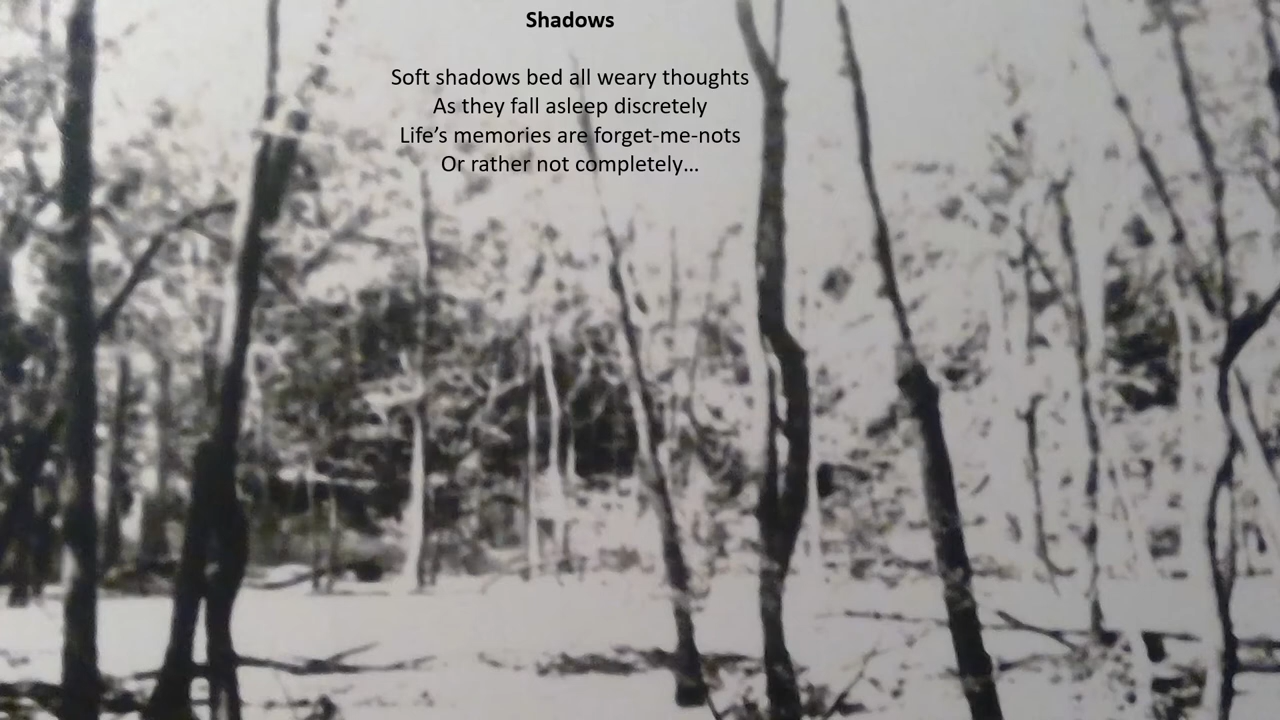 Shadows
Soft shadows bed all weary thoughts
As they fall asleep discretely
Life’s memories are forget-me-nots
Or rather not completely…